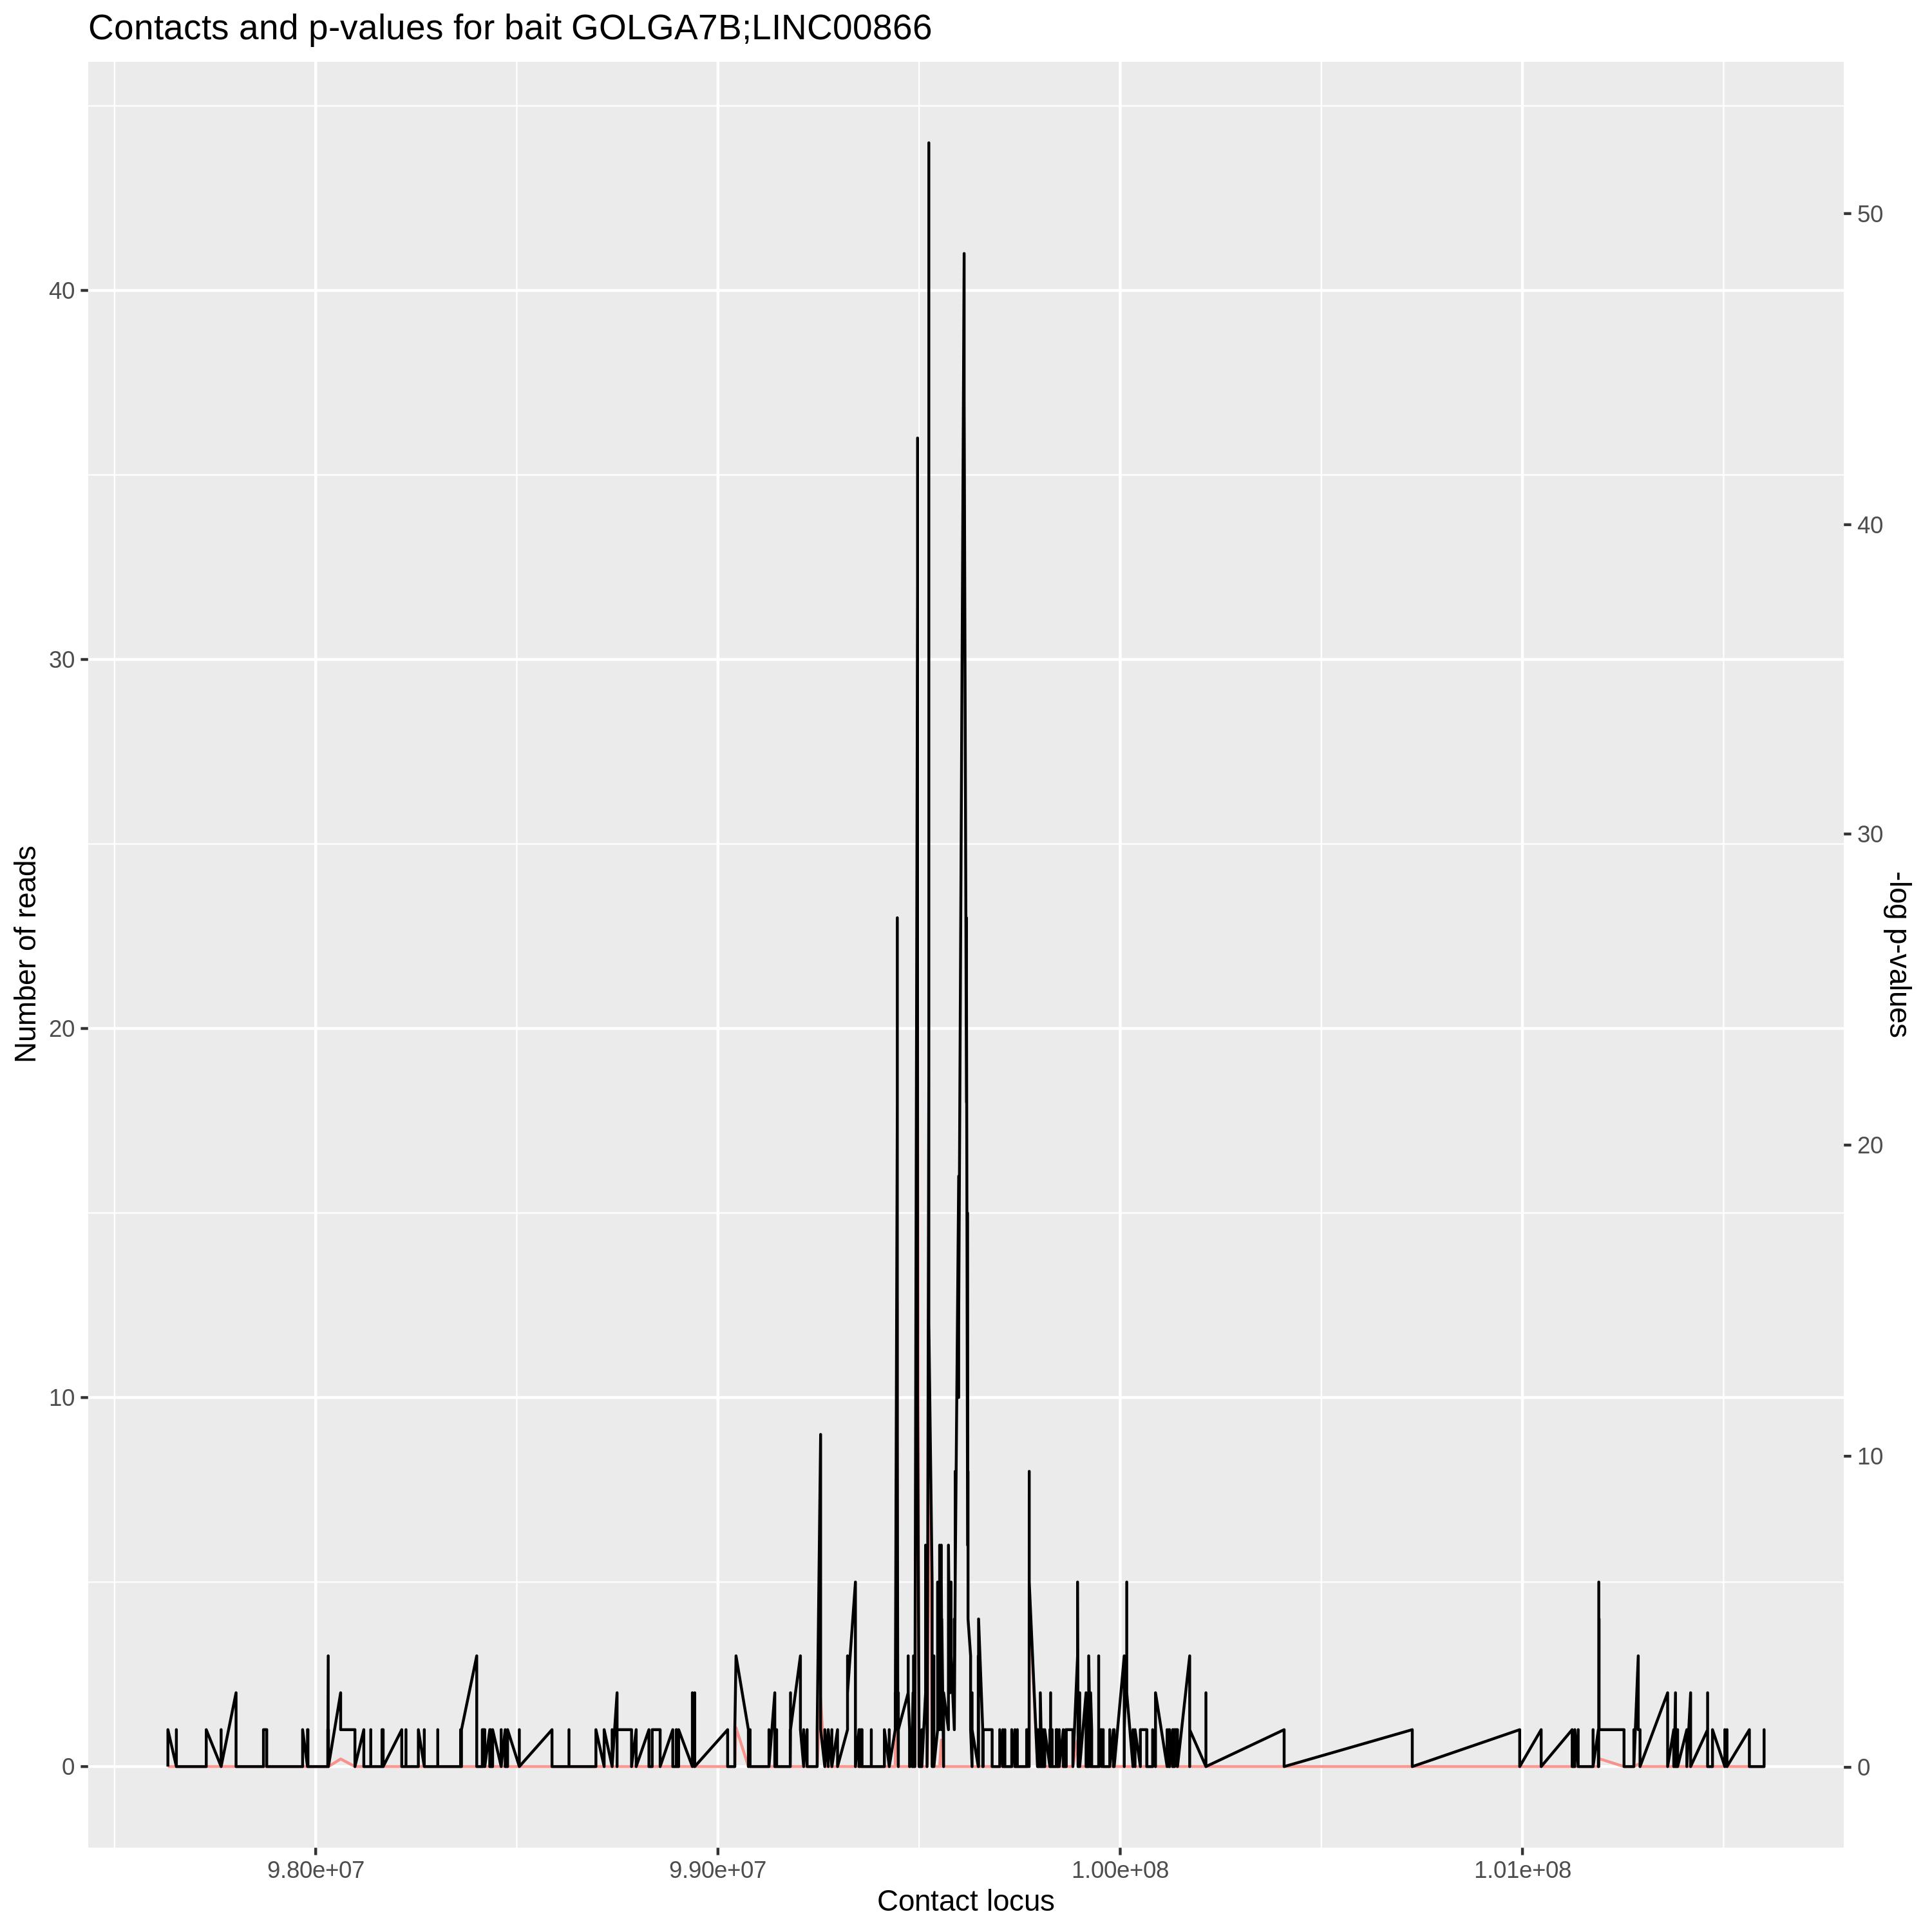 Contacts and p-values for bait GOLGA7B;LINC00866
40
30
20
10
0
Number of reads
50
40
30
20
10
0
-log p-values
9.80e+07
9.90e+07
1.00e+08
1.01e+08
Contact locus